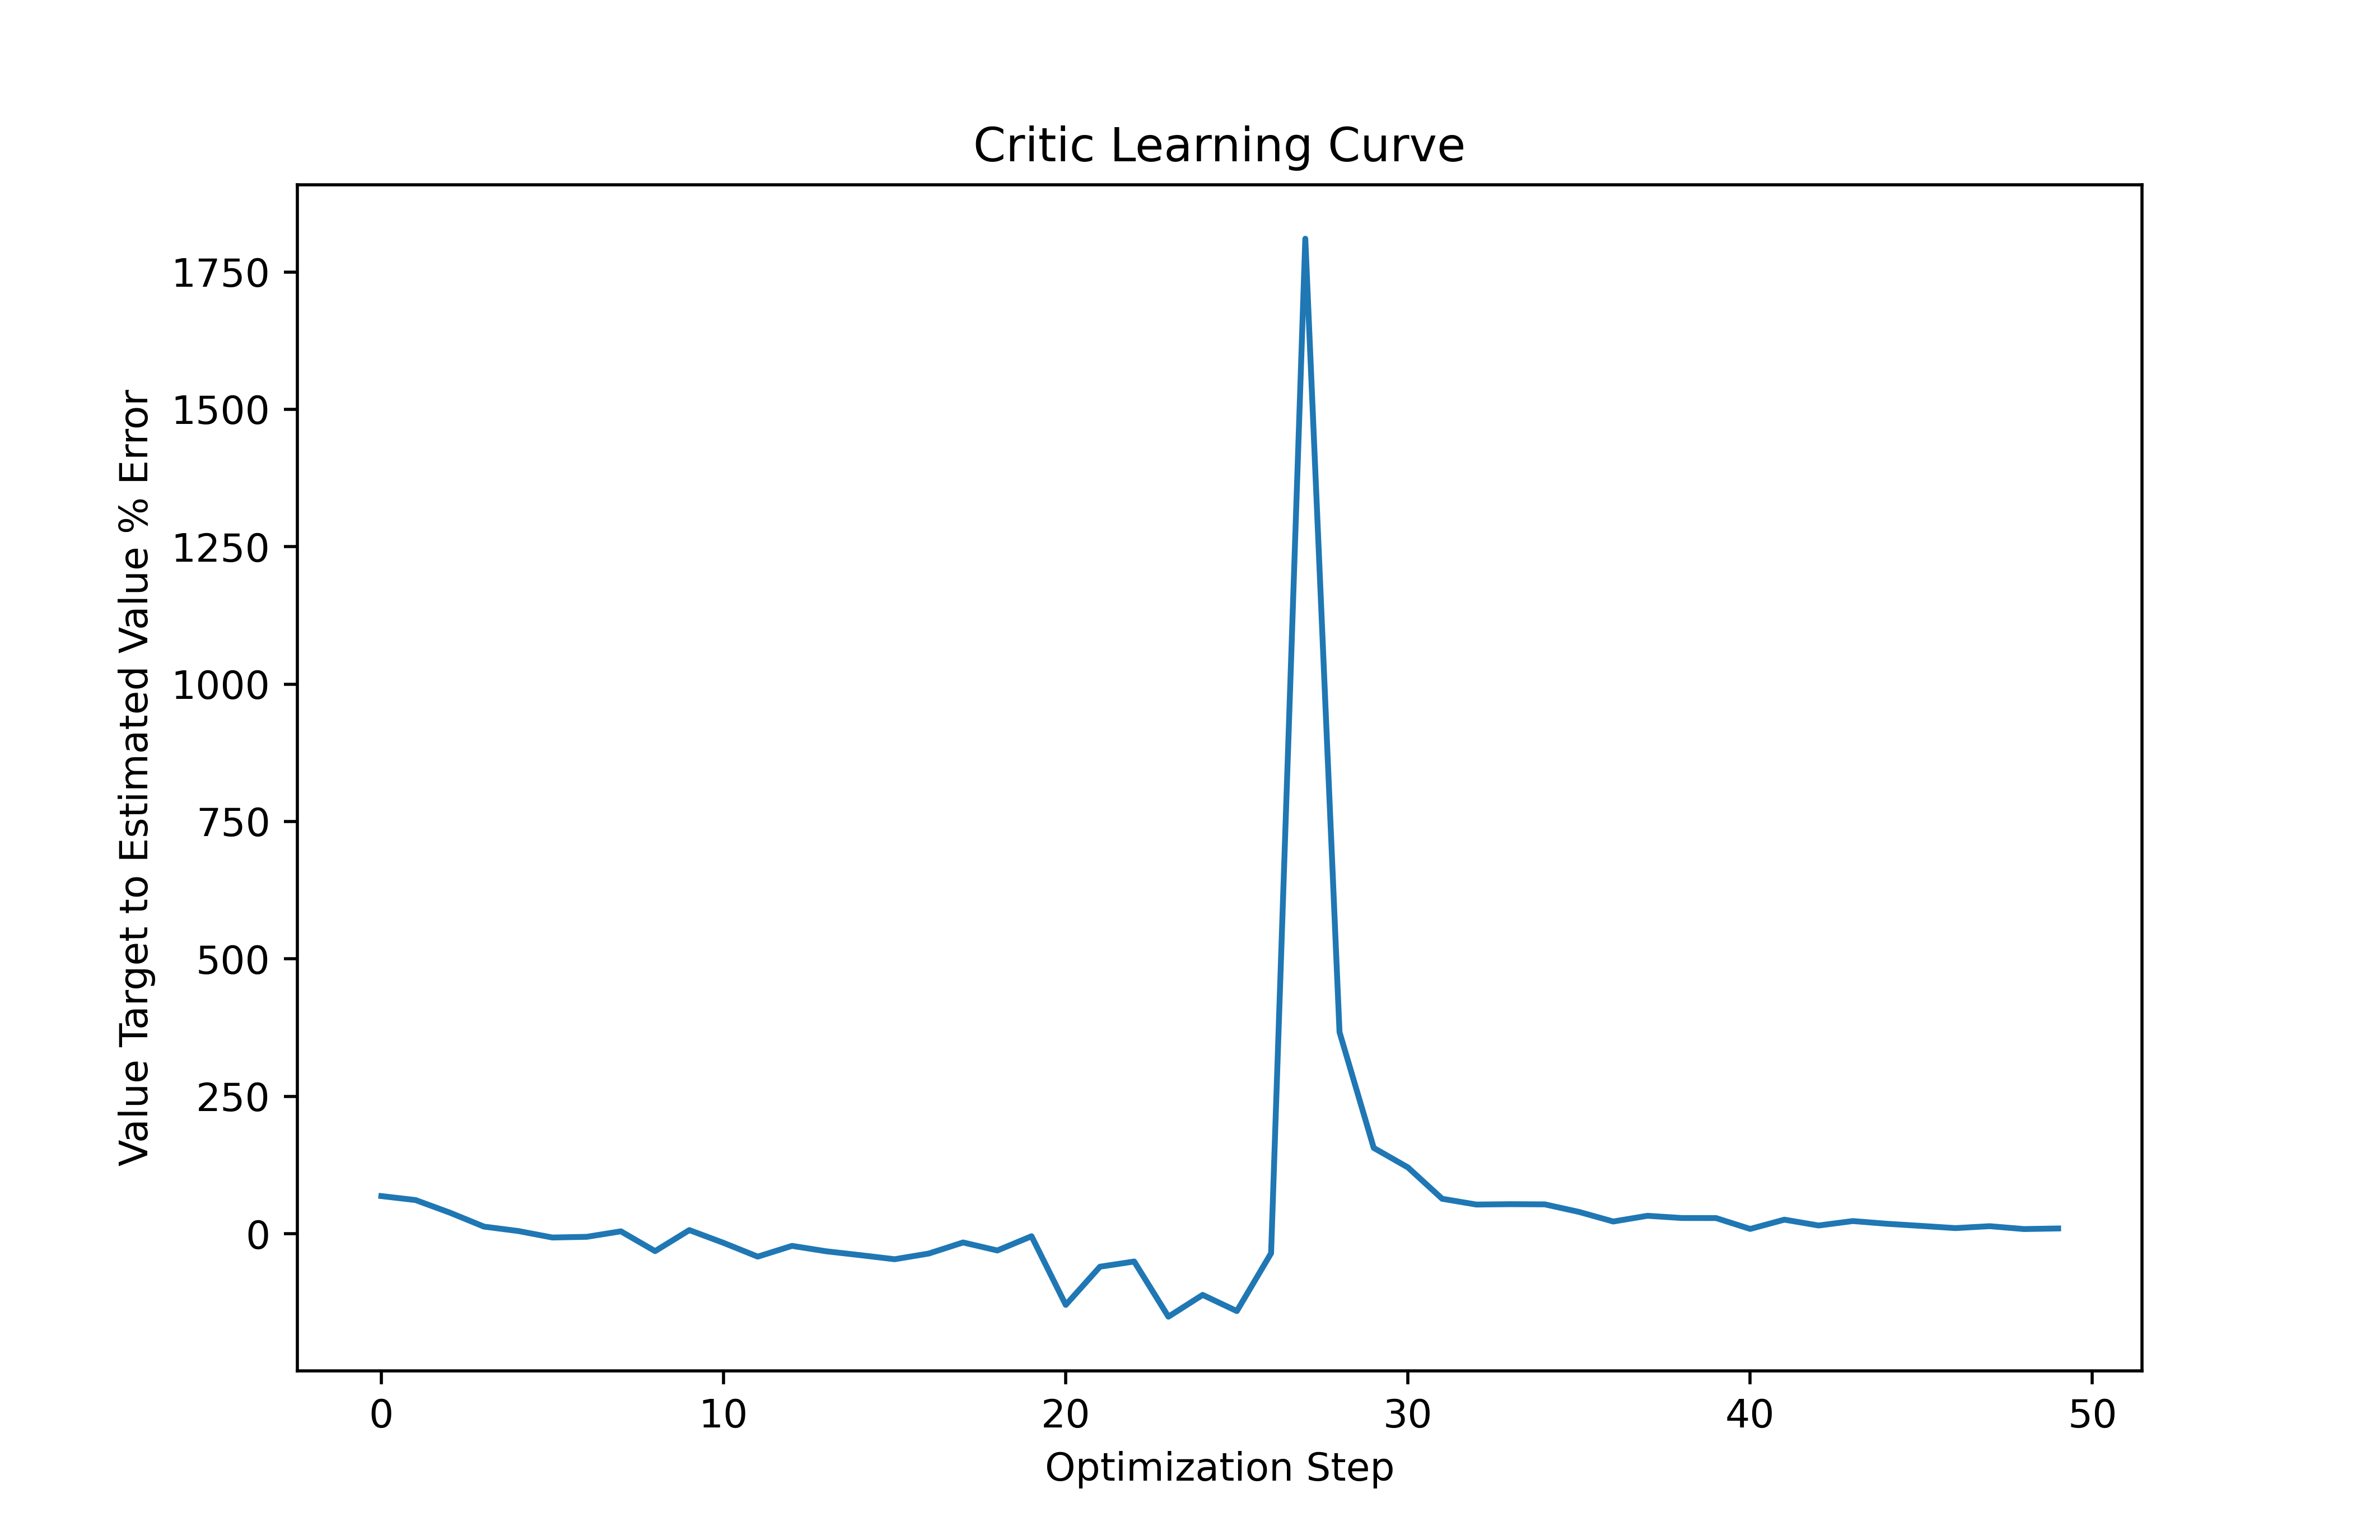 Critic Learning Curve
Value Target to Estimated Value % Error
1750
1500
1250
1000
750
500
250
0
0 10 20 30 40 50
Optimization Step